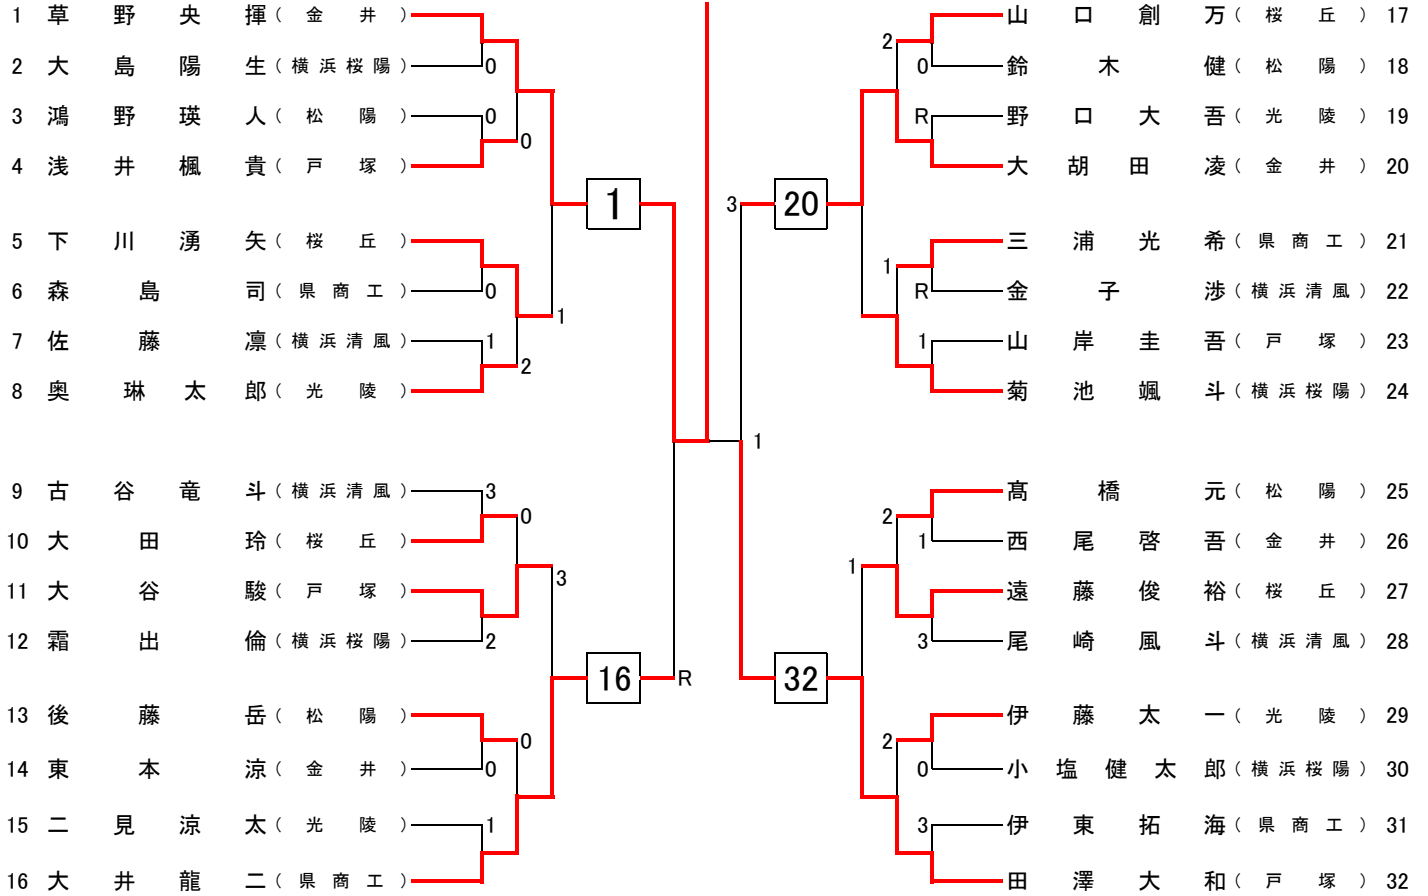 1 草野央揮（金井）
2 大島陽生（横浜桜陽） 0
3 鴻野瑛人（松陽） 0
0
4 浅井楓貴（戸塚）
1
5 下川湧矢（桜丘）
6 森島司（県商工） 0
1
7 佐藤凛（横浜清風） 1
2
8 奥琳太郎（光陵）
9 古谷竜斗（横浜清風） 3
0
10 大田玲（桜丘）
3
11 大谷駿（戸塚）
12 霜出倫（横浜桜陽） 2
16 R
13 後藤岳（松陽）
0
14 東本涼（金井） 0
15 二見涼太（光陵） 1
16 大井龍二（県商工）
山口創万（桜丘） 17
2
0 鈴木健（松陽） 18
R 野口大吾（光陵） 19
大胡田凌（金井） 20
3 20
三浦光希（県商工） 21
1
R 金子渉（横浜清風） 22
1 山岸圭吾（戸塚） 23
菊池颯斗（横浜桜陽） 24
1
髙橋元（松陽） 25
2
1 西尾啓吾（金井） 26
1
遠藤俊裕（桜丘） 27
3 尾崎風斗（横浜清風） 28
32
伊藤太一（光陵） 29
2
0 小塩健太郎（横浜桜陽） 30
3 伊東拓海（県商工） 31
田澤大和（戸塚） 32